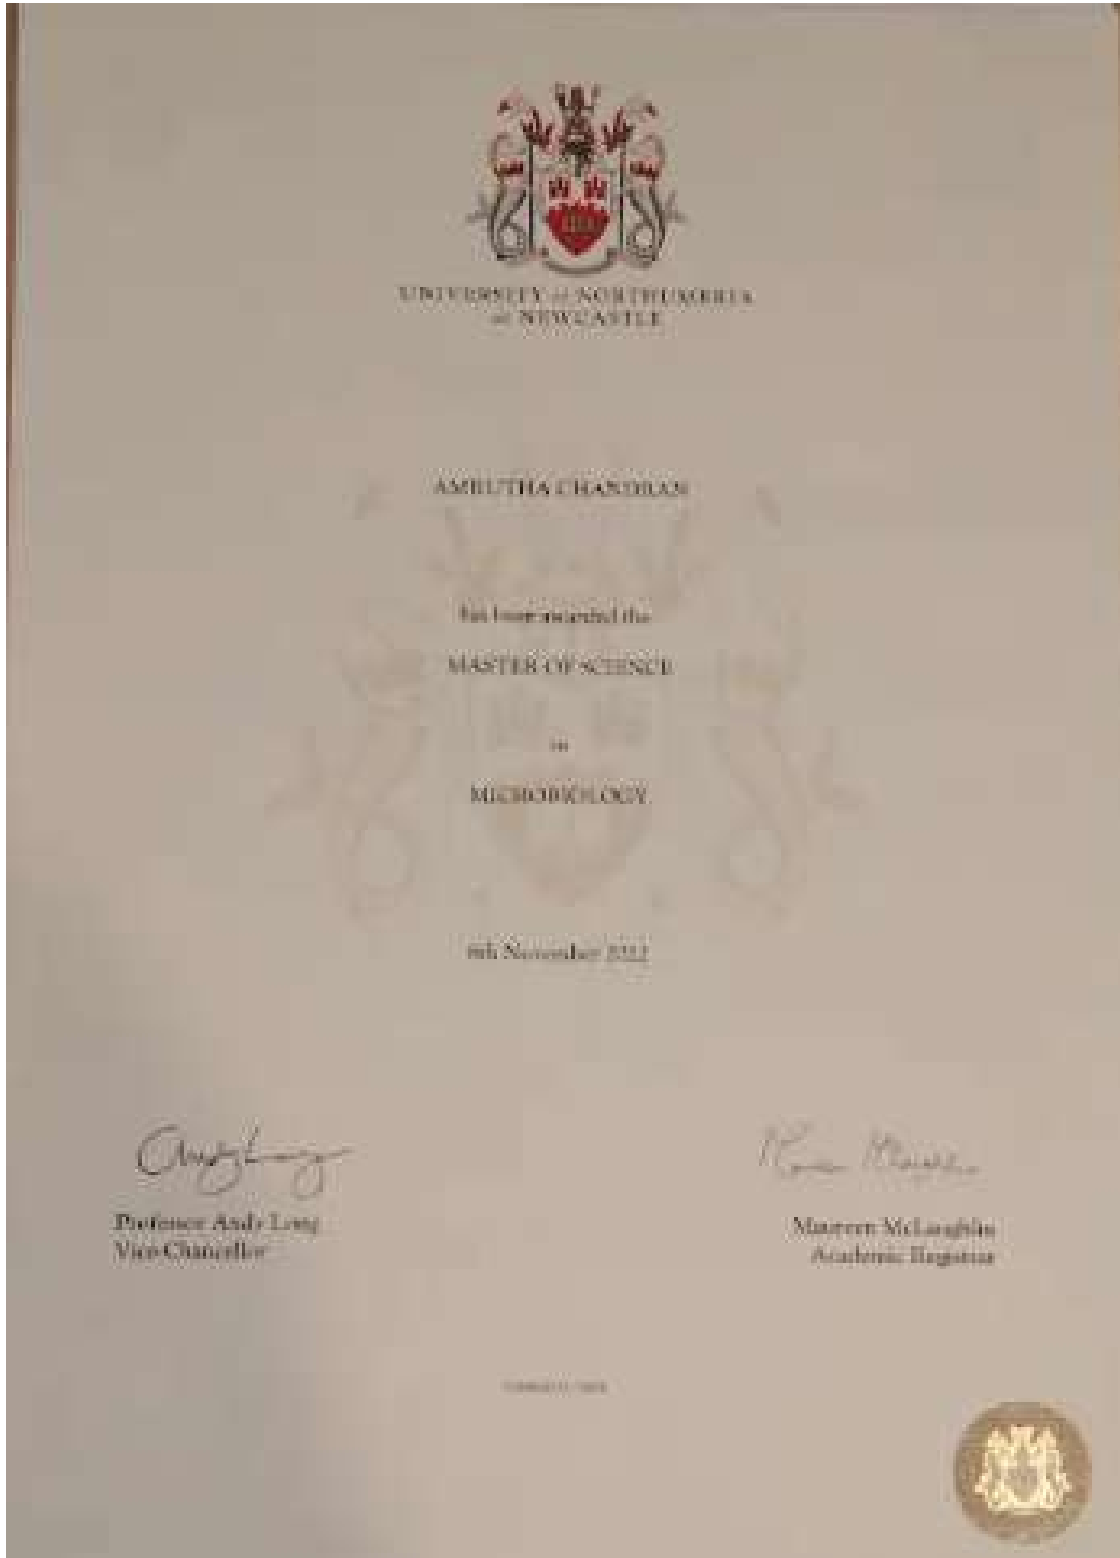 UNIVERSITY of NORTHUMBRIA
at NEWCASTLE
AMRUTHA CHANDRAN
has been awarded the
MASTER OF SCIENCE
in
MICROBIOLOGY
November
Professor Andy Long
Vice-Chancellor
Maureen McLaughlin
Academic Registrar